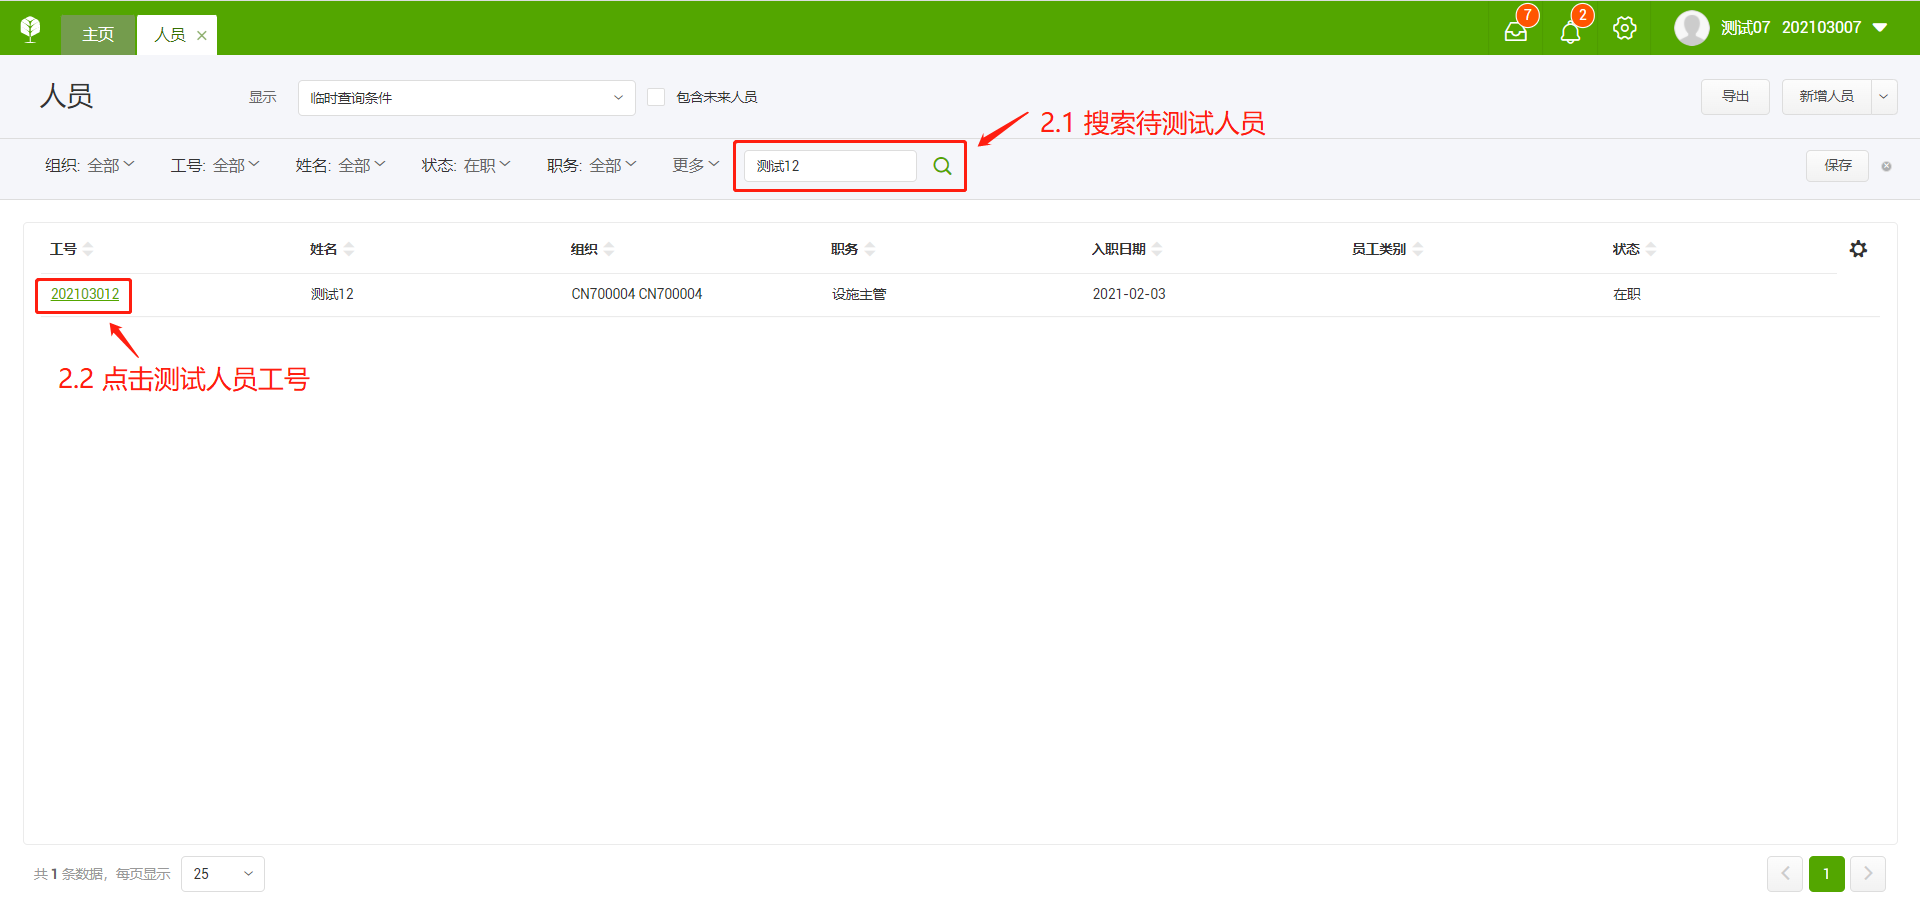 主页
人员
7
2
测试07 202103007
人员
显示
临时查询条件
包含未来人员
导出
新增人员
2.1 搜索待测试人员
组织: 全部
工号: 全部
姓名: 全部
状态: 在职
职务: 全部
更多
测试12
保存
工号 姓名 组织 职务 入职日期 员工类别 状态
202103012 测试12 CN700004 CN700004 设施主管 2021-02-03 在职
2.2 点击测试人员工号
共 1 条数据，每页显示 25
1